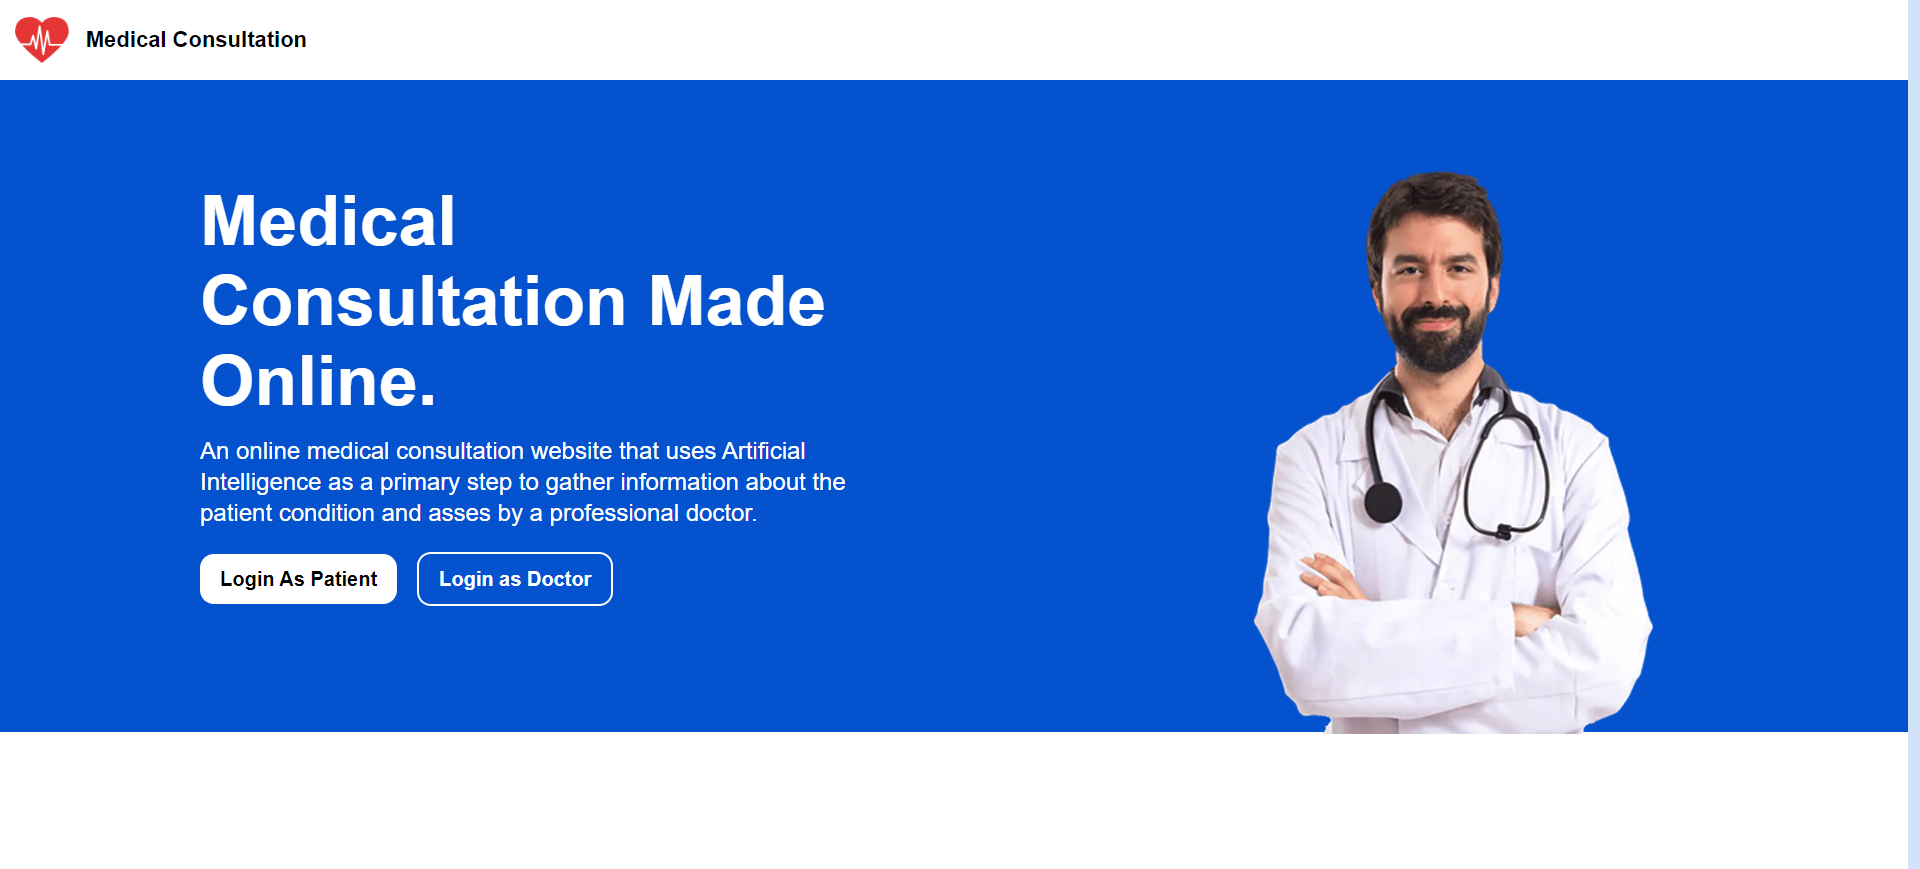 Medical Consultation
Medical
Consultation Made
Online.
An online medical consultation website that uses Artificial
Intelligence as a primary step to gather information about the
patient condition and asses by a professional doctor.
Login As Patient
Login as Doctor